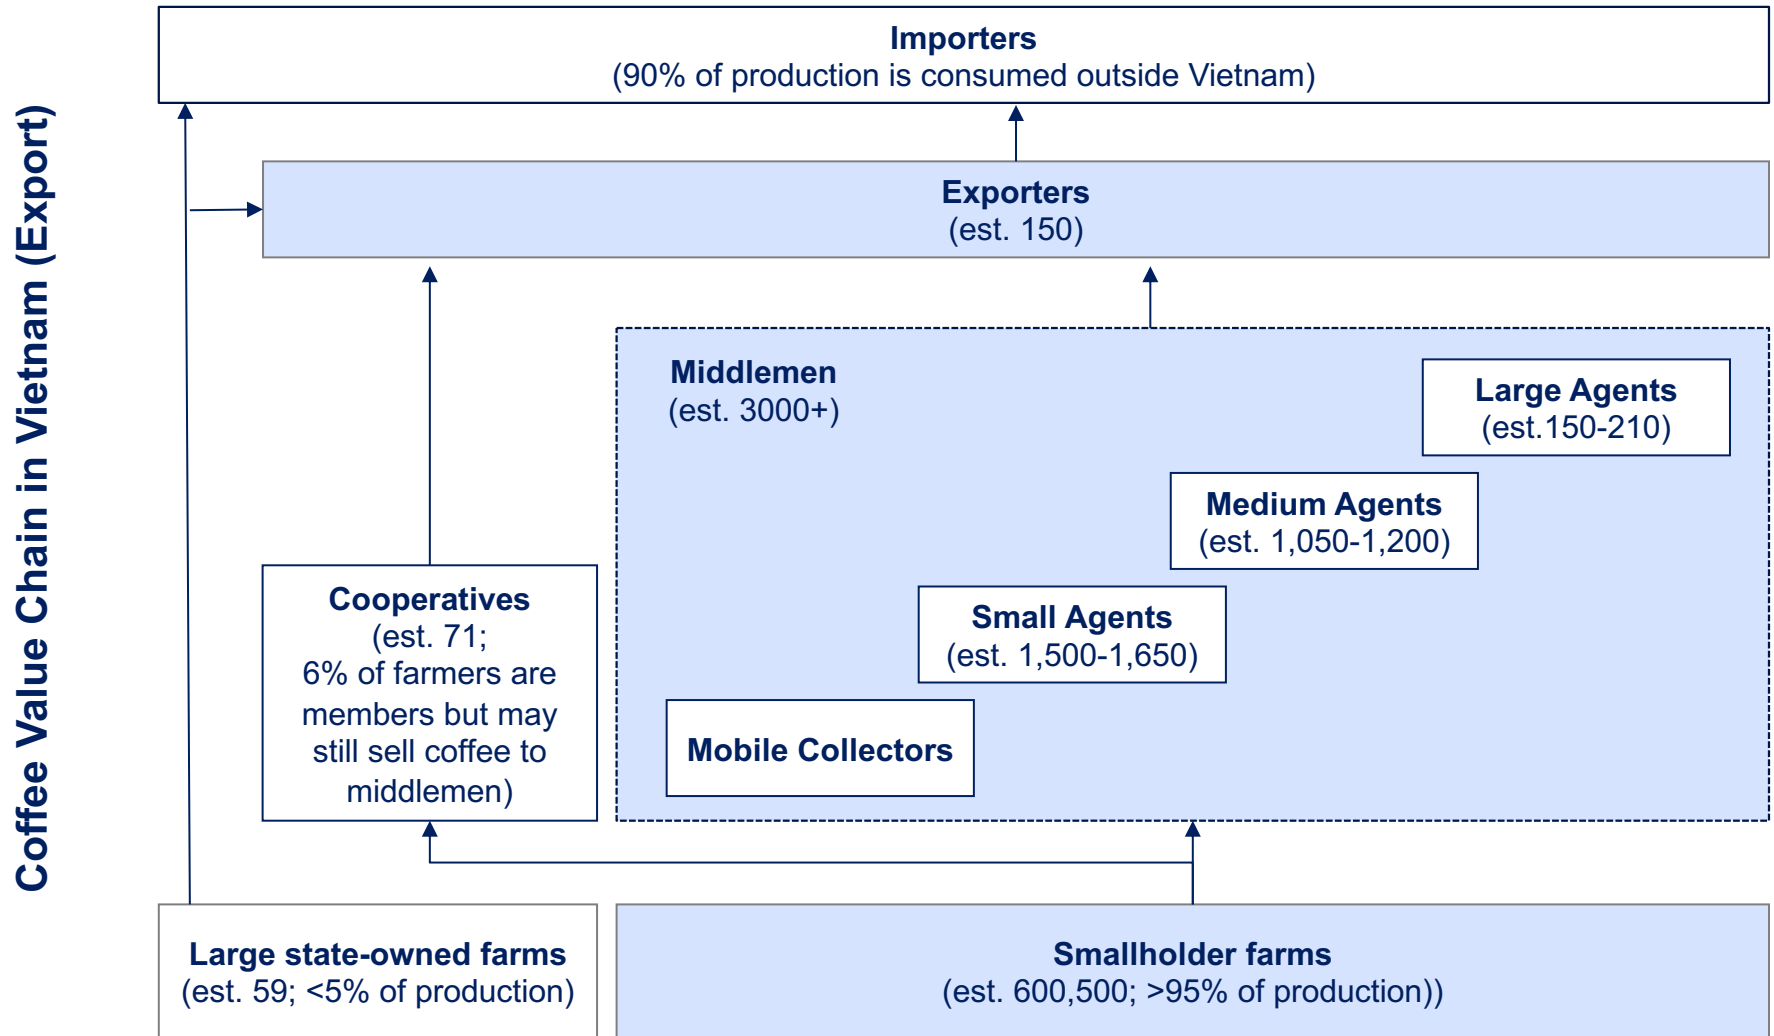 Coffee Value Chain in Vietnam (Export)
Importers
(90% of production is consumed outside Vietnam)
Exporters
(est. 150)
Middlemen
(est. 3000+)
Large Agents
(est.150-210)
Medium Agents
(est. 1,050-1,200)
Small Agents
(est. 1,500-1,650)
Mobile Collectors
Cooperatives
(est. 71;
6% of farmers are
members but may
still sell coffee to
middlemen)
Large state-owned farms
(est. 59; <5% of production)
Smallholder farms
(est. 600,500; >95% of production))